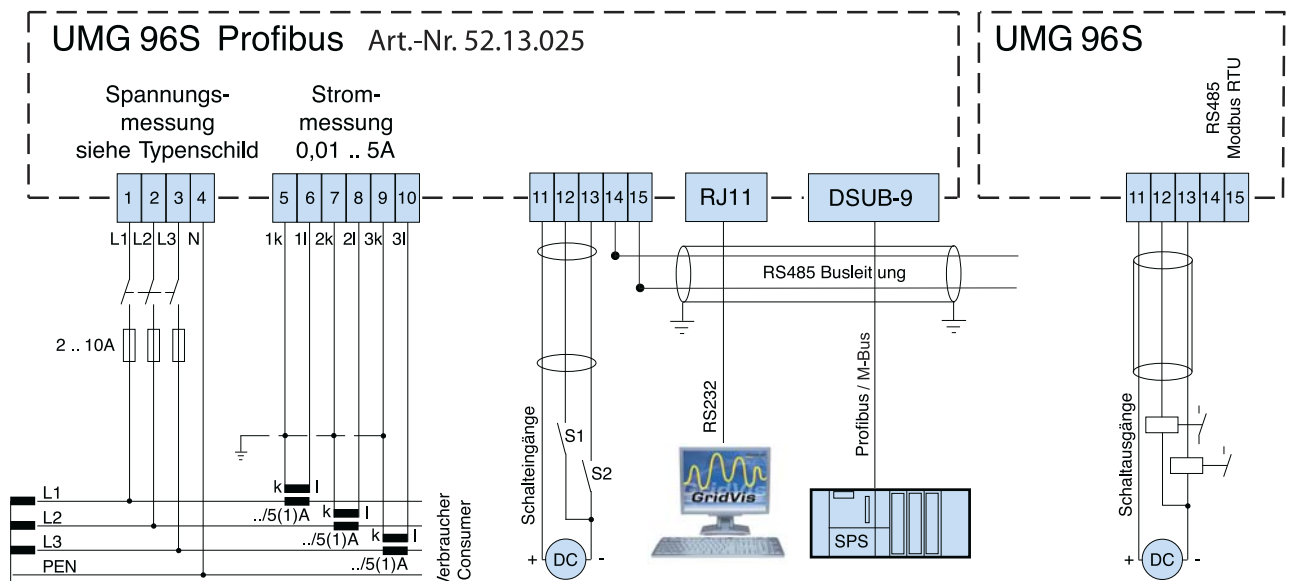 UMG 96S Profibus Art.-Nr. 52.13.025
UMG 96S
Spannungs-
messung
siehe Typenschild
Strom-
messung
0,01 .. 5A
RS485
Modbus RTU
1 2 3 4
5 6 7 8 9 10
11 12 13 14 15
RJ11
DSUB-9
11 12 13 14 15
L1 L2 L3 N
1k 1l 2k 2l 3k 3l
RS485 Busleitung
2 .. 10A
RS232
Profibus / M-Bus
Schalteingänge
S1
S2
Schaltausgänge
GridVis
SPS
L1
L2
L3
PEN
k l
../5(1)A
k l
../5(1)A
k l
../5(1)A
Verbraucher
Consumer
+ DC -
+ DC -